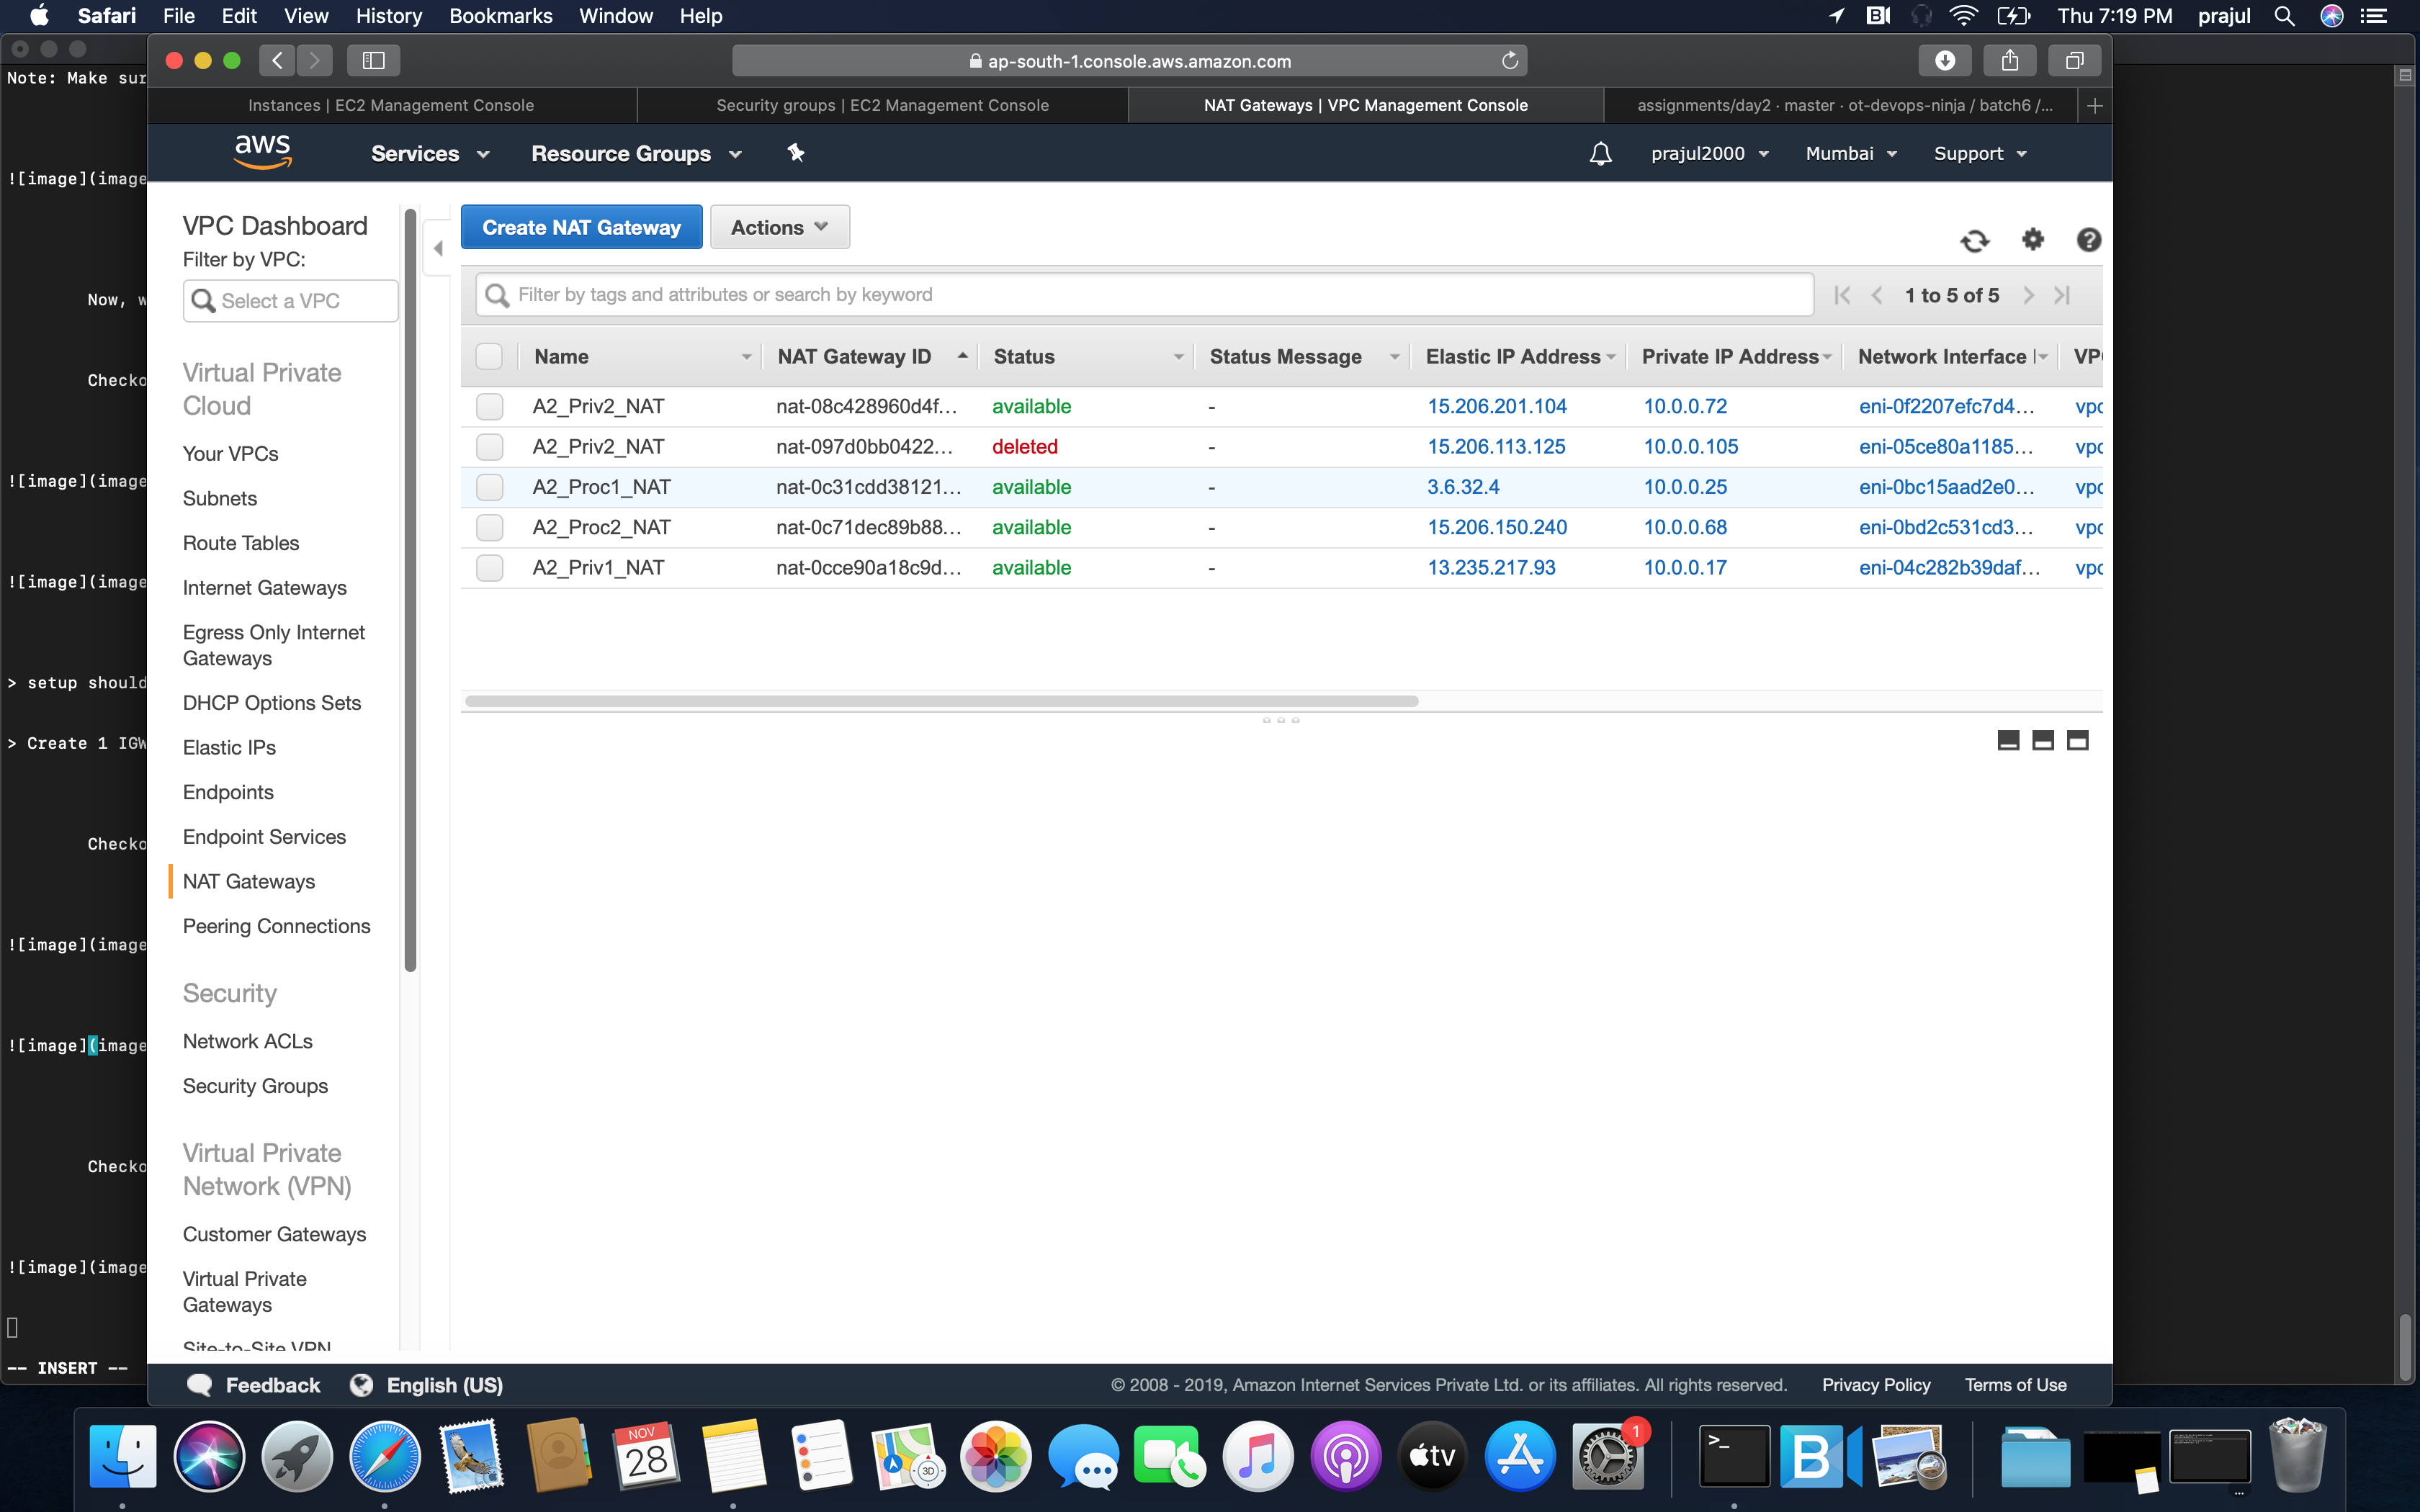 Safari File Edit View History Bookmarks Window Help Thu 7:19 PM prajul
ap-south-1.console.aws.amazon.com
Instances | EC2 Management Console Security groups | EC2 Management Console NAT Gateways | VPC Management Console assignments/day2 · master · ot-devops-ninja / batch6 /...
aws Services Resource Groups prajul2000 Mumbai Support
Note: Make sur
![image](image
Now, w
Checko
![image](image
![image](image
> setup should
> Create 1 IGW
Checko
![image](image
![image](image
Checko
![image](image
-- INSERT --
VPC Dashboard
Filter by VPC:
Select a VPC
Virtual Private
Cloud
Your VPCs
Subnets
Route Tables
Internet Gateways
Egress Only Internet
Gateways
DHCP Options Sets
Elastic IPs
Endpoints
Endpoint Services
NAT Gateways
Peering Connections
Security
Network ACLs
Security Groups
Virtual Private
Network (VPN)
Customer Gateways
Virtual Private
Gateways
Site-to-Site VPN
Create NAT Gateway Actions
Filter by tags and attributes or search by keyword 1 to 5 of 5
Name NAT Gateway ID Status Status Message Elastic IP Address Private IP Address Network Interface VP
A2_Priv2_NAT nat-08c428960d4f... available - 15.206.201.104 10.0.0.72 eni-0f2207efc7d4... vpc
A2_Priv2_NAT nat-097d0bb0422... deleted - 15.206.113.125 10.0.0.105 eni-05ce80a1185... vpc
A2_Proc1_NAT nat-0c31cdd38121... available - 3.6.32.4 10.0.0.25 eni-0bc15aad2e0... vpc
A2_Proc2_NAT nat-0c71dec89b88... available - 15.206.150.240 10.0.0.68 eni-0bd2c531cd3... vpc
A2_Priv1_NAT nat-0cce90a18c9d... available - 13.235.217.93 10.0.0.17 eni-04c282b39daf... vpc
Feedback English (US) © 2008 - 2019, Amazon Internet Services Private Ltd. or its affiliates. All rights reserved. Privacy Policy Terms of Use
NOV
28
3D
tv
1
>_
B